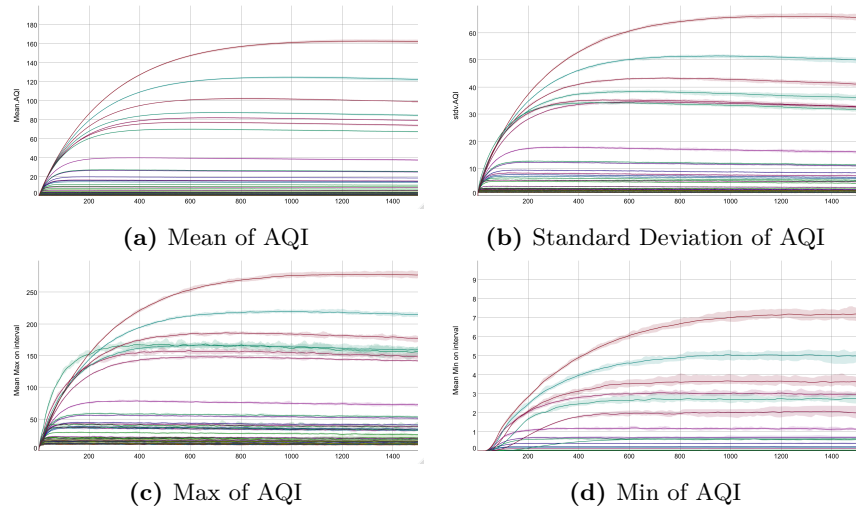 180
160
140
120
100
80
60
40
20
0
Mean AQI
200 400 600 800 1000 1200 1400
(a) Mean of AQI
60
50
40
30
20
10
0
stdv.AQI
200 400 600 800 1000 1200 1400
(b) Standard Deviation of AQI
250
200
150
100
50
0
Mean Max on interval
200 400 600 800 1000 1200 1400
(c) Max of AQI
9
8
7
6
5
4
3
2
1
0
Mean Min on interval
200 400 600 800 1000 1200 1400
(d) Min of AQI